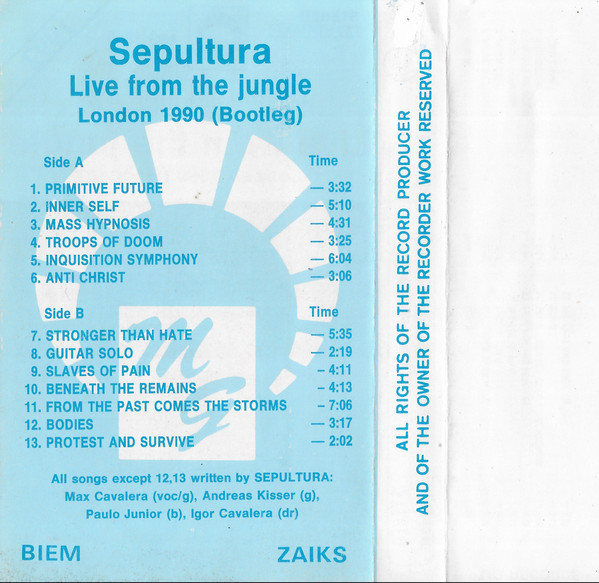 Sepultura
Live from the jungle
London 1990 (Bootleg)
Side A Time
1. PRIMITIVE FUTURE — 3:32
2. INNER SELF — 5:10
3. MASS HYPNOSIS — 4:31
4. TROOPS OF DOOM — 3:25
5. INQUISITION SYMPHONY — 6:04
6. ANTI CHRIST — 3:06
Side B Time
7. STRONGER THAN HATE — 5:35
8. GUITAR SOLO — 2:19
9. SLAVES OF PAIN — 4:11
10. BENEATH THE REMAINS – 4:13
11. FROM THE PAST COMES THE STORMS – 7:06
12. BODIES — 3:17
13. PROTEST AND SURVIVE — 2:02
MG
All songs except 12,13 written by SEPULTURA:
Max Cavalera (voc/g), Andreas Kisser (g),
Paulo Junior (b), Igor Cavalera (dr)
BIEM ZAIKS
ALL RIGHTS OF THE RECORD PRODUCER
AND OF THE OWNER OF THE RECORDER WORK RESERVED